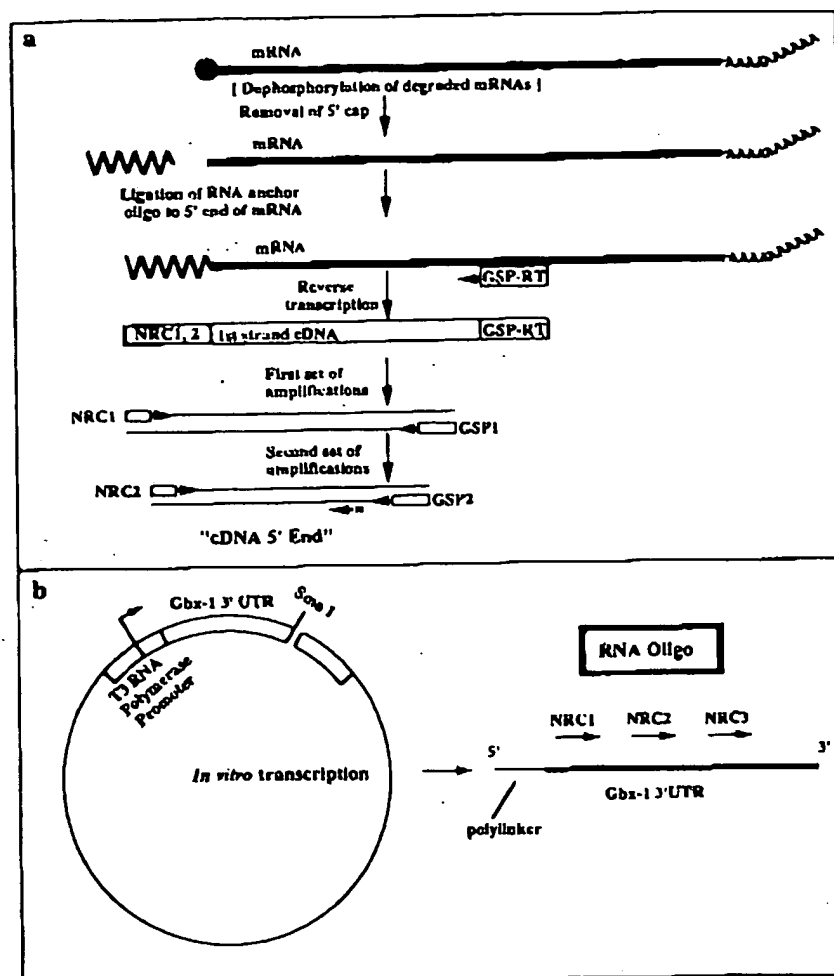 a
mRNA
[ Dephosphorylation of degraded mRNAs ]
Removal of 5' cap
mRNA
Ligation of RNA anchor
oligo to 5' end of mRNA
mRNA
GSP-RT
Reverse
transcription
NRC1, 2
1st strand cDNA
GSP-RT
First set of
amplifications
NRC1
GSP1
Second set of
amplifications
NRC2
GSP2
n
"cDNA 5' End"
b
Gbx-1 3' UTR
Sma I
T3 RNA
Polymerase
Promoter
In vitro transcription
RNA Oligo
NRC1 NRC2 NRC3
5' 3'
Gbx-1 3'UTR
polylinker